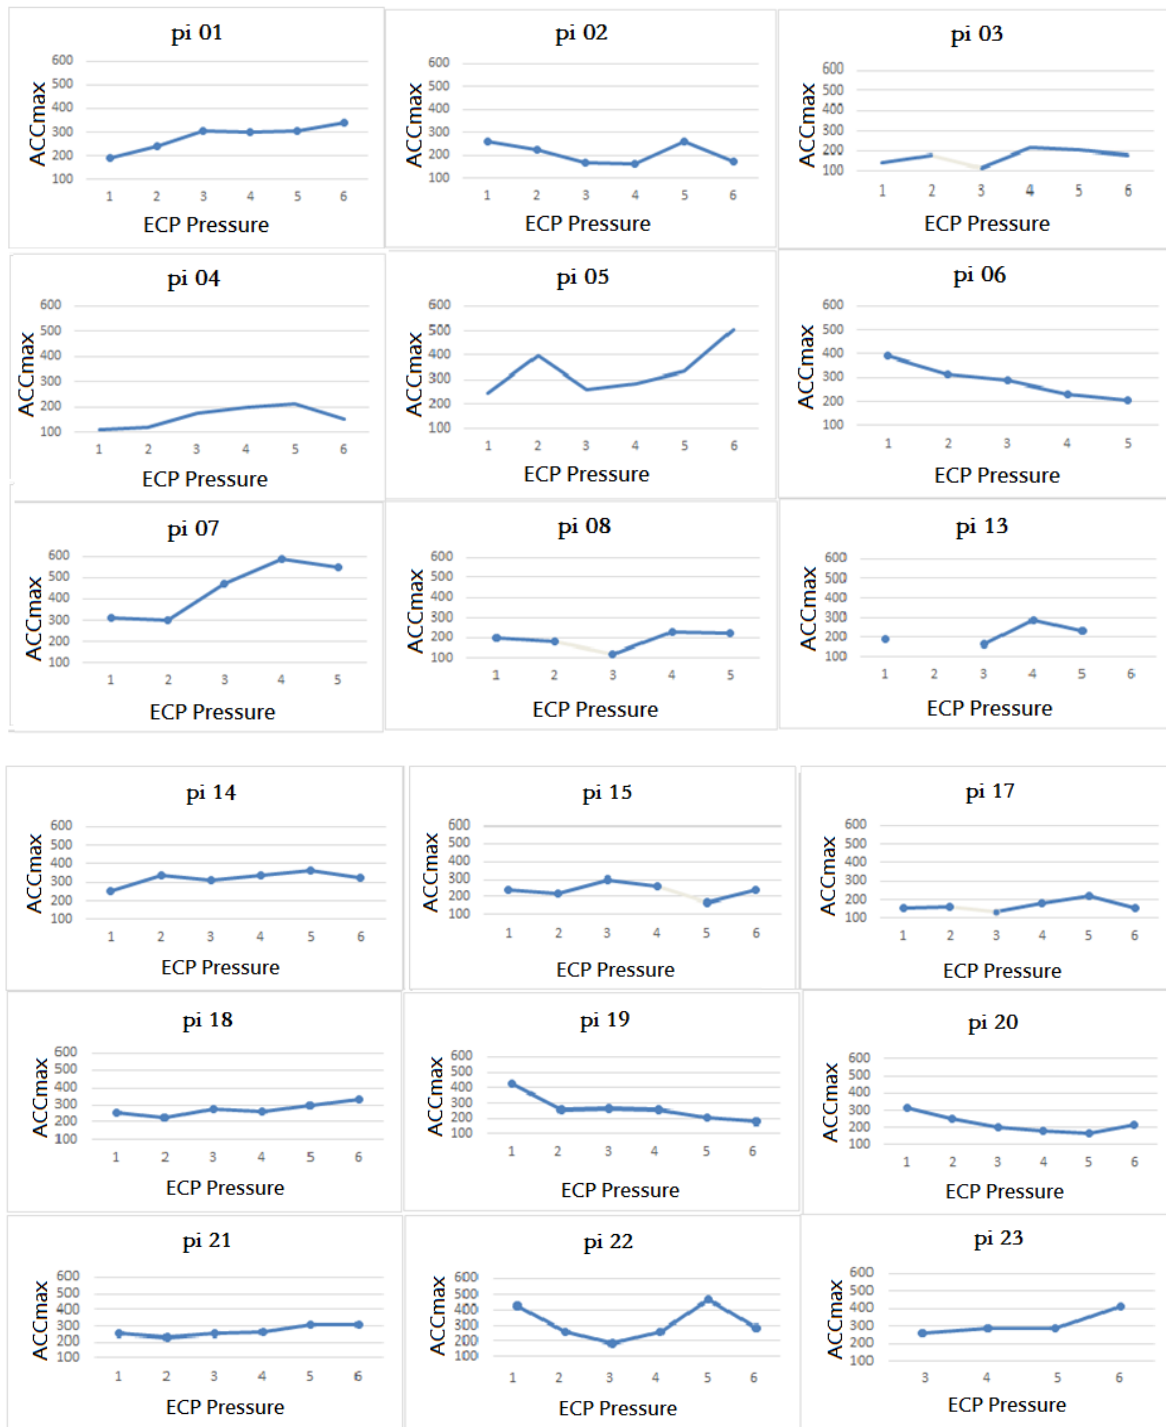 pi 01
ACCmax
600
500
400
300
200
100
1 2 3 4 5 6
ECP Pressure
pi 02
ACCmax
600
500
400
300
200
100
1 2 3 4 5 6
ECP Pressure
pi 03
ACCmax
600
500
400
300
200
100
1 2 3 4 5 6
ECP Pressure
pi 04
ACCmax
600
500
400
300
200
100
1 2 3 4 5 6
ECP Pressure
pi 05
ACCmax
600
500
400
300
200
100
1 2 3 4 5 6
ECP Pressure
pi 06
ACCmax
600
500
400
300
200
100
1 2 3 4 5
ECP Pressure
pi 07
ACCmax
600
500
400
300
200
100
1 2 3 4 5
ECP Pressure
pi 08
ACCmax
600
500
400
300
200
100
1 2 3 4 5
ECP Pressure
pi 13
ACCmax
600
500
400
300
200
100
1 2 3 4 5 6
ECP Pressure
pi 14
ACCmax
600
500
400
300
200
100
1 2 3 4 5 6
ECP Pressure
pi 15
ACCmax
600
500
400
300
200
100
1 2 3 4 5 6
ECP Pressure
pi 17
ACCmax
600
500
400
300
200
100
1 2 3 4 5 6
ECP Pressure
pi 18
ACCmax
600
500
400
300
200
100
1 2 3 4 5 6
ECP Pressure
pi 19
ACCmax
600
500
400
300
200
100
1 2 3 4 5 6
ECP Pressure
pi 20
ACCmax
600
500
400
300
200
100
1 2 3 4 5 6
ECP Pressure
pi 21
ACCmax
600
500
400
300
200
100
1 2 3 4 5 6
ECP Pressure
pi 22
ACCmax
600
500
400
300
200
100
1 2 3 4 5 6
ECP Pressure
pi 23
ACCmax
600
500
400
300
200
100
3 4 5 6
ECP Pressure